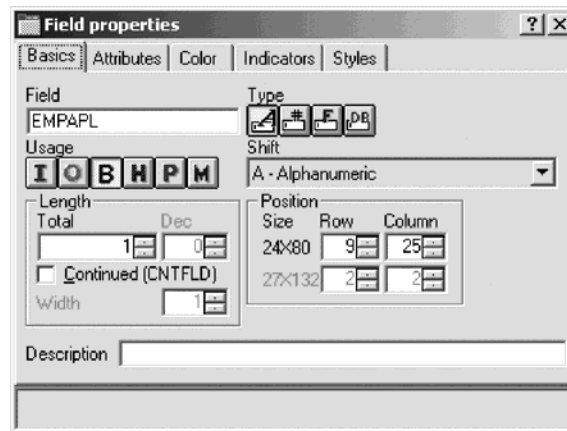 Field properties ? ×
Basics Attributes Color Indicators Styles
Field Type
EMPAPL A # F DB
Usage Shift
I O B H P M A - Alphanumeric
Length Position
Total Dec Size Row Column
1 0 24X80 9 25
Continued (CNTFLD) 27X132 2 2
Width 1
Description